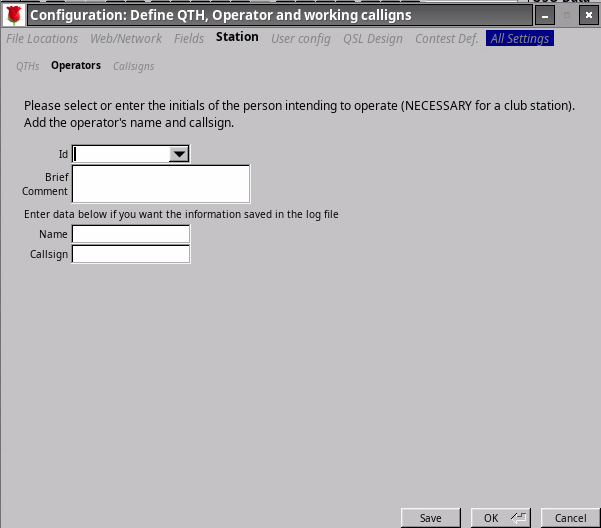 Configuration: Define QTH, Operator and working calligns
File Locations Web/Network Fields Station User config QSL Design Contest Def. All Settings
QTHs Operators Callsigns
Please select or enter the initials of the person intending to operate (NECESSARY for a club station).
Add the operator's name and callsign.
Id
Brief
Comment
Enter data below if you want the information saved in the log file
Name
Callsign
Save OK Cancel